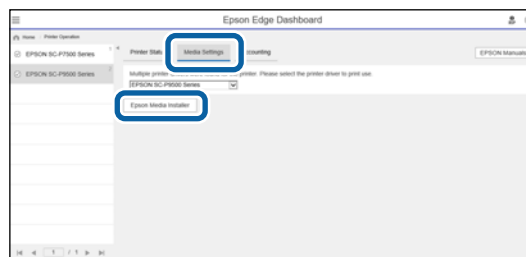 Epson Edge Dashboard
Home Printer Operation
EPSON SC-P7500 Series
EPSON SC-P9500 Series
Printer Stat Media Settings counting
EPSON Manuals
Multiple printer for printer. Please select the printer driver to print use.
EPSON SC-P9500 Series
Epson Media Installer
1 / 1